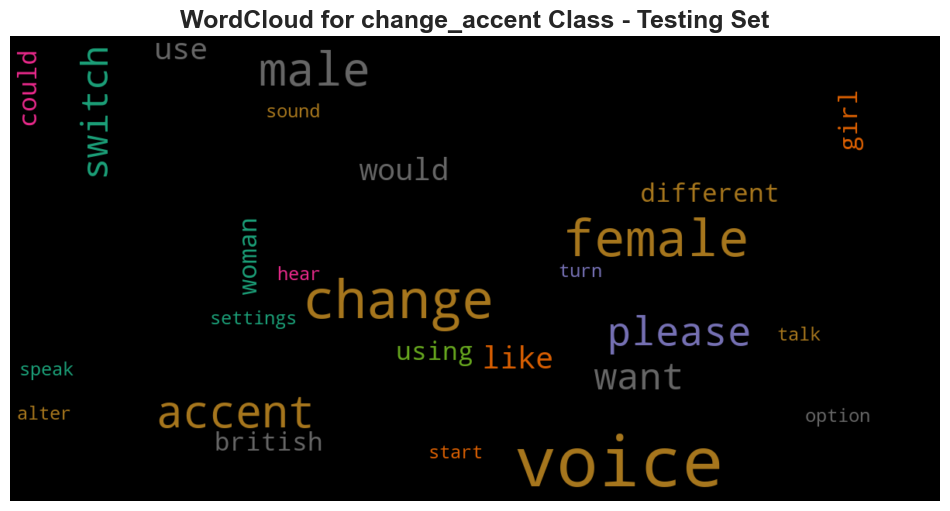 WordCloud for change_accent Class - Testing Set
could
switch
use
male
sound
girl
would
different
woman
female
hear
turn
change
settings
please
talk
using
like
speak
want
alter
accent
option
british
start
voice